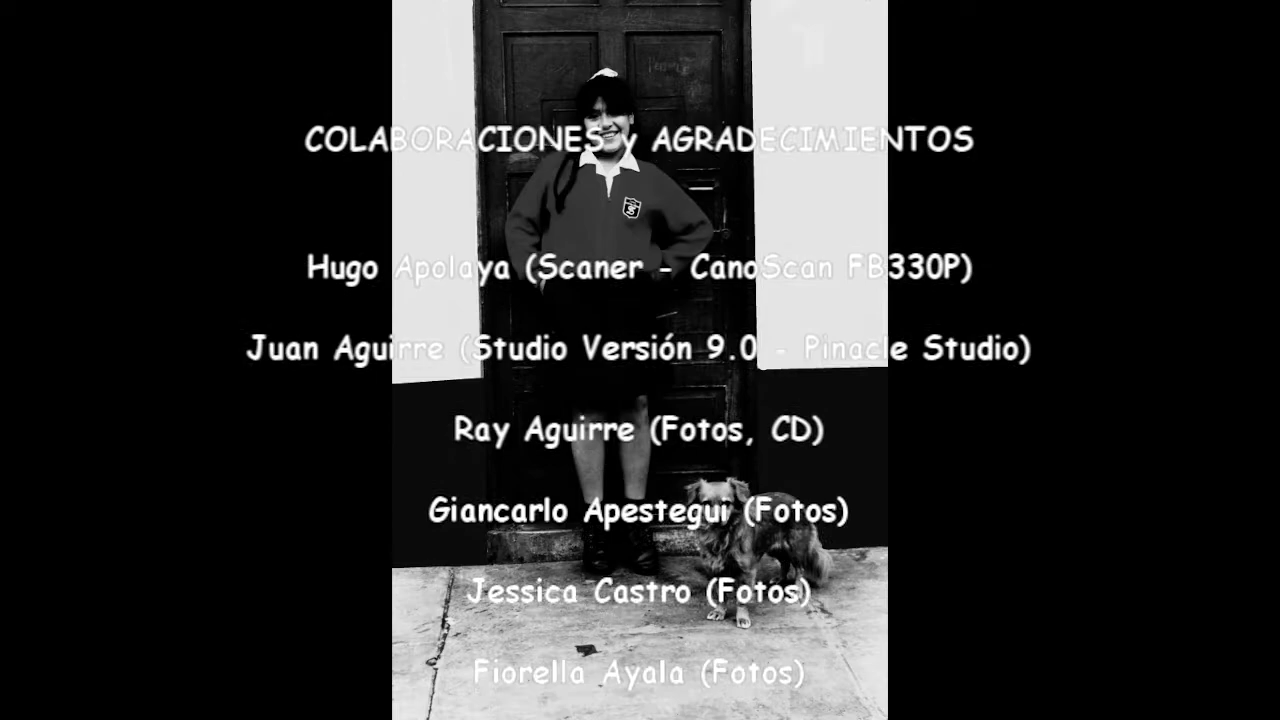 COLABORACIONES y AGRADECIMIENTOS
Hugo Apolaya (Scaner - CanoScan FB330P)
Juan Aguirre (Studio Versión 9.0 - Pinacle Studio)
Ray Aguirre (Fotos, CD)
Giancarlo Apestegui (Fotos)
Jessica Castro (Fotos)
Fiorella Ayala (Fotos)